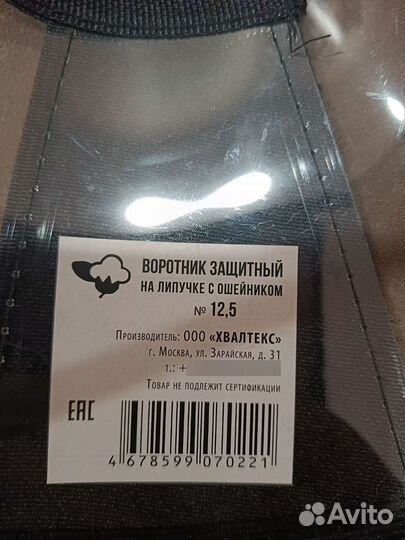 ВОРОТНИК ЗАЩИТНЫЙ
НА ЛИПУЧКЕ С ОШЕЙНИКОМ
№ 12,5
Производитель: ООО «ХВАЛТЕКС»
г. Москва, ул. Зарайская, д. 31
т.: +
Товар не подлежит сертификации
EAC
4 678599 070221
Avito